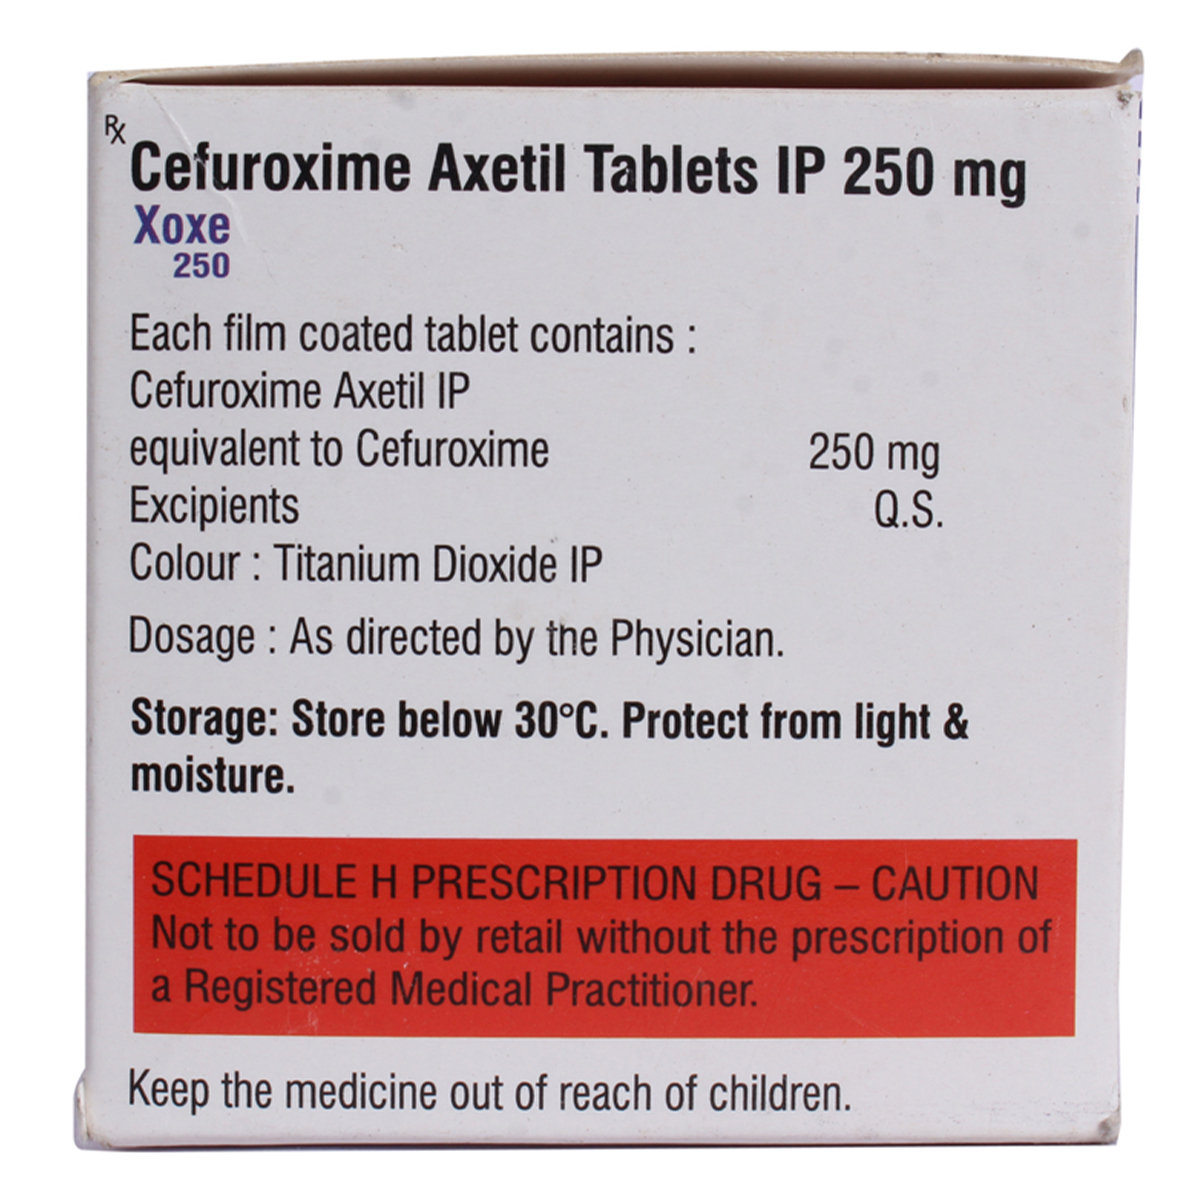 Rx
Cefuroxime Axetil Tablets IP 250 mg
Xoxe
250
Each film coated tablet contains :
Cefuroxime Axetil IP
equivalent to Cefuroxime 250 mg
Excipients Q.S.
Colour : Titanium Dioxide IP
Dosage : As directed by the Physician.
Storage: Store below 30°C. Protect from light &
moisture.
SCHEDULE H PRESCRIPTION DRUG – CAUTION
Not to be sold by retail without the prescription of
a Registered Medical Practitioner.
Keep the medicine out of reach of children.